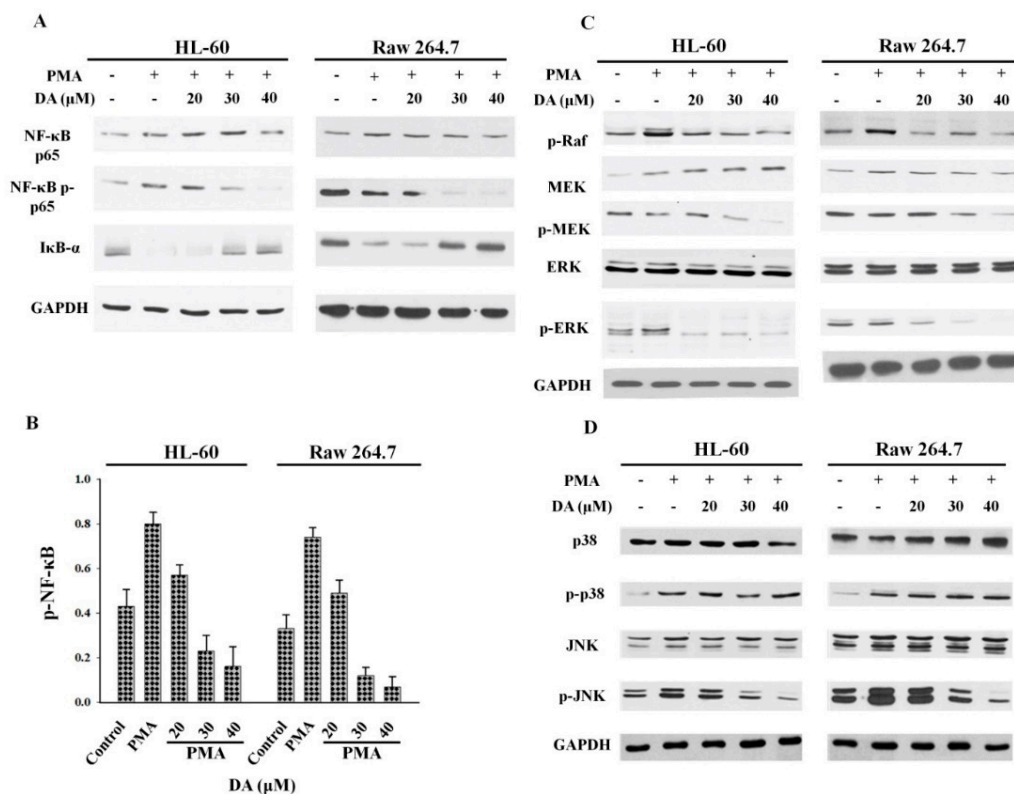 A
HL-60 Raw 264.7
PMA - + + + + - + + + +
DA (μM) - - 20 30 40 - - 20 30 40
NF-κB
p65
NF-κB p-
p65
IκB-α
GAPDH
B
HL-60 Raw 264.7
p-NF-κB
1.0
0.8
0.6
0.4
0.2
0.0
Control PMA 20 30 40 Control PMA 20 30 40
PMA PMA
DA (μM)
C
HL-60 Raw 264.7
PMA - + + + + - + + + +
DA (μM) - - 20 30 40 - - 20 30 40
p-Raf
MEK
p-MEK
ERK
p-ERK
GAPDH
D
HL-60 Raw 264.7
PMA - + + + + - + + + +
DA (μM) - - 20 30 40 - - 20 30 40
p38
p-p38
JNK
p-JNK
GAPDH